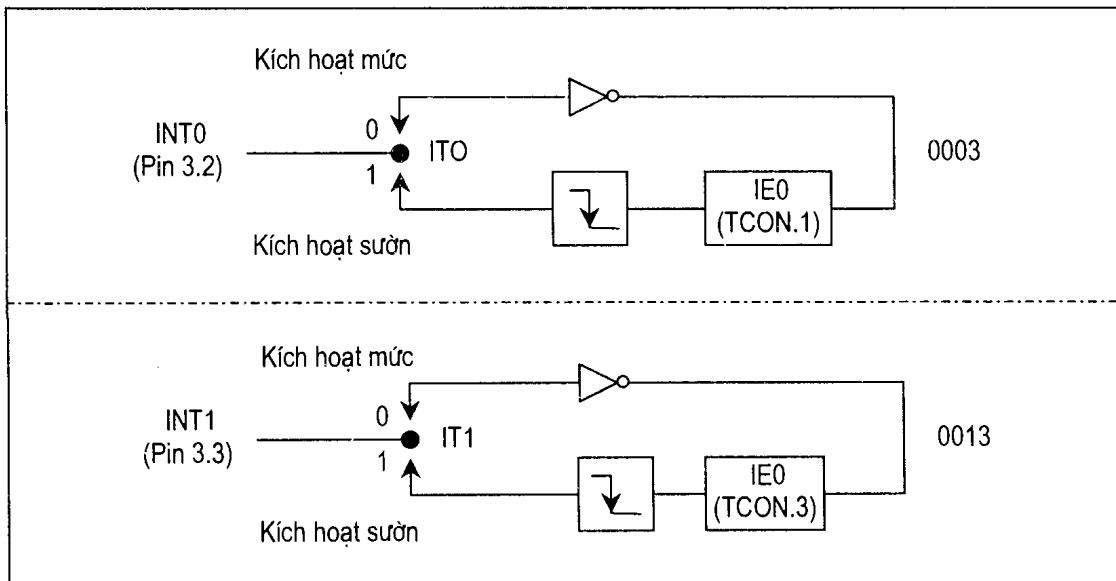 Kích hoạt mức
INT0
(Pin 3.2)
0
1
ITO
IE0
(TCON.1)
0003
Kích hoạt sườn
Kích hoạt mức
INT1
(Pin 3.3)
0
1
IT1
IE0
(TCON.3)
0013
Kích hoạt sườn